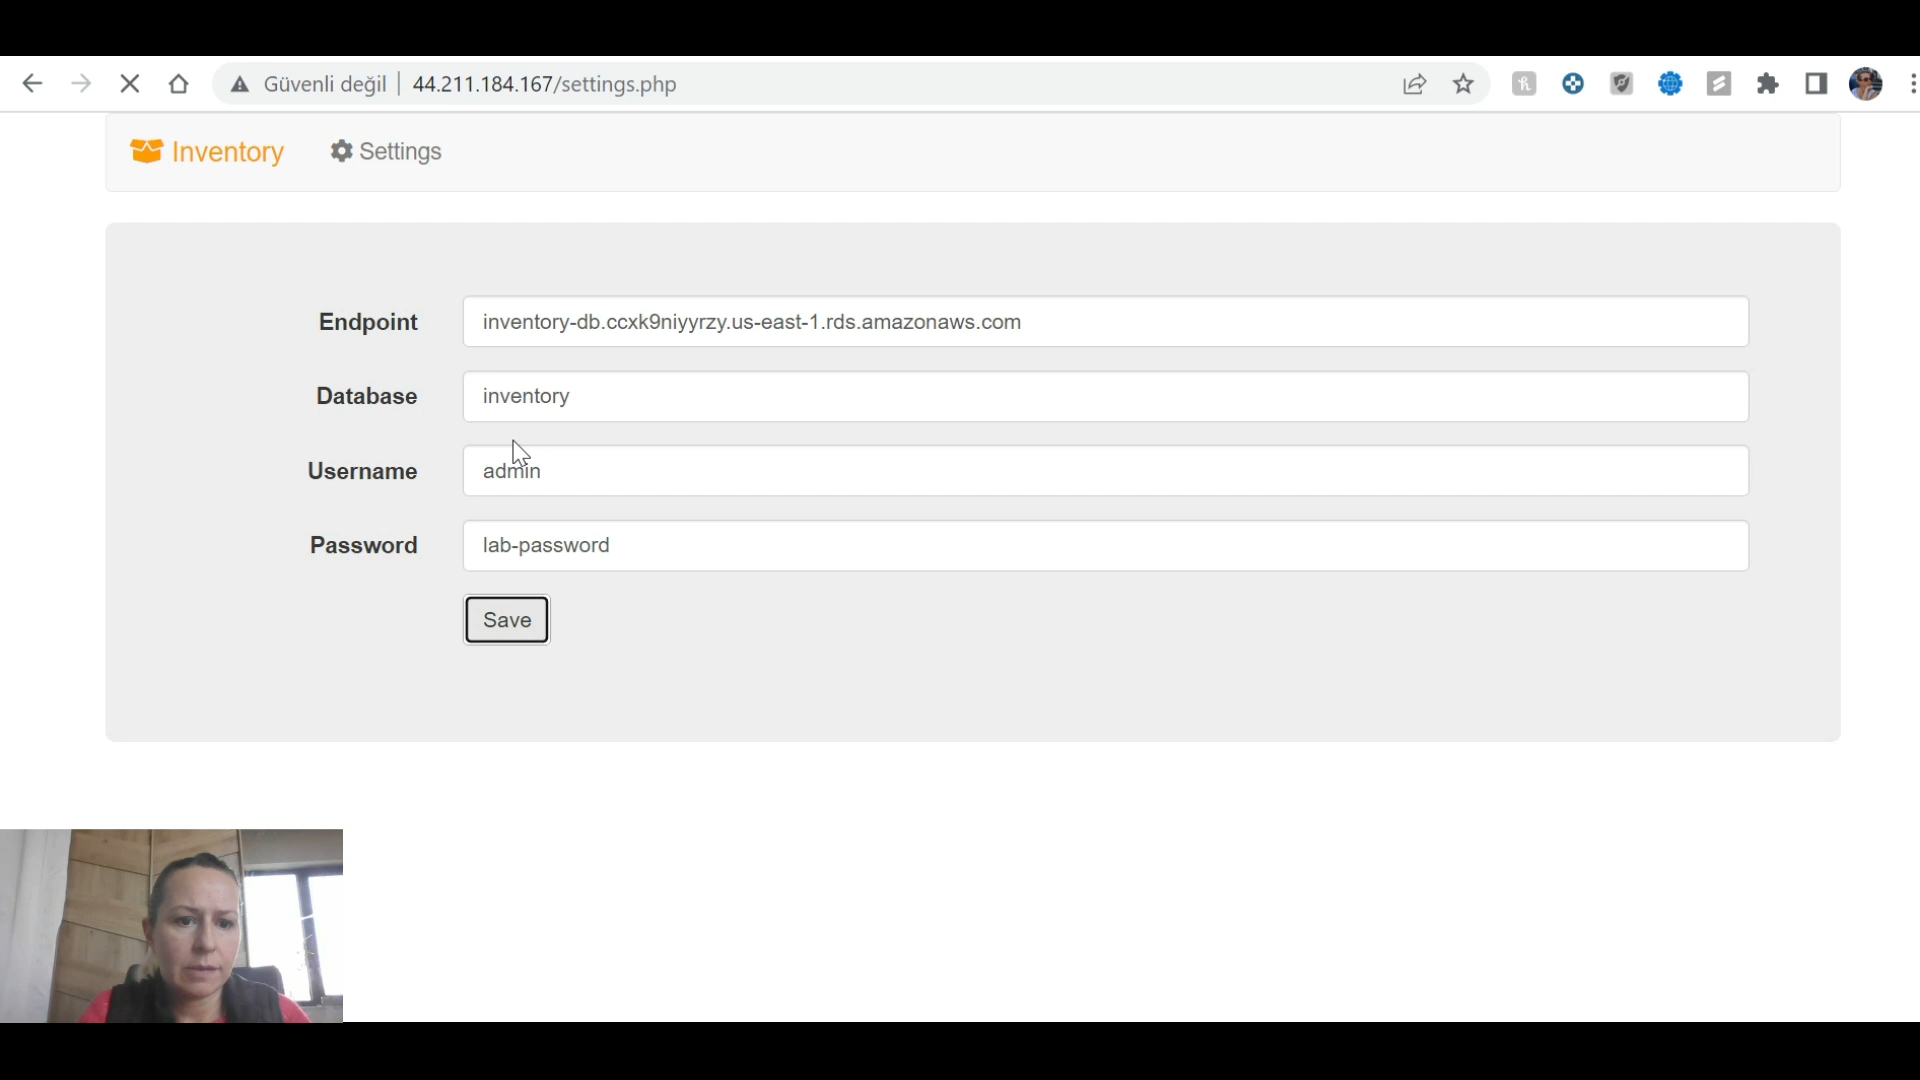 Güvenli değil | 44.211.184.167/settings.php
Inventory Settings
Endpoint inventory-db.ccxk9niyyrzy.us-east-1.rds.amazonaws.com
Database inventory
Username admin
Password lab-password
Save